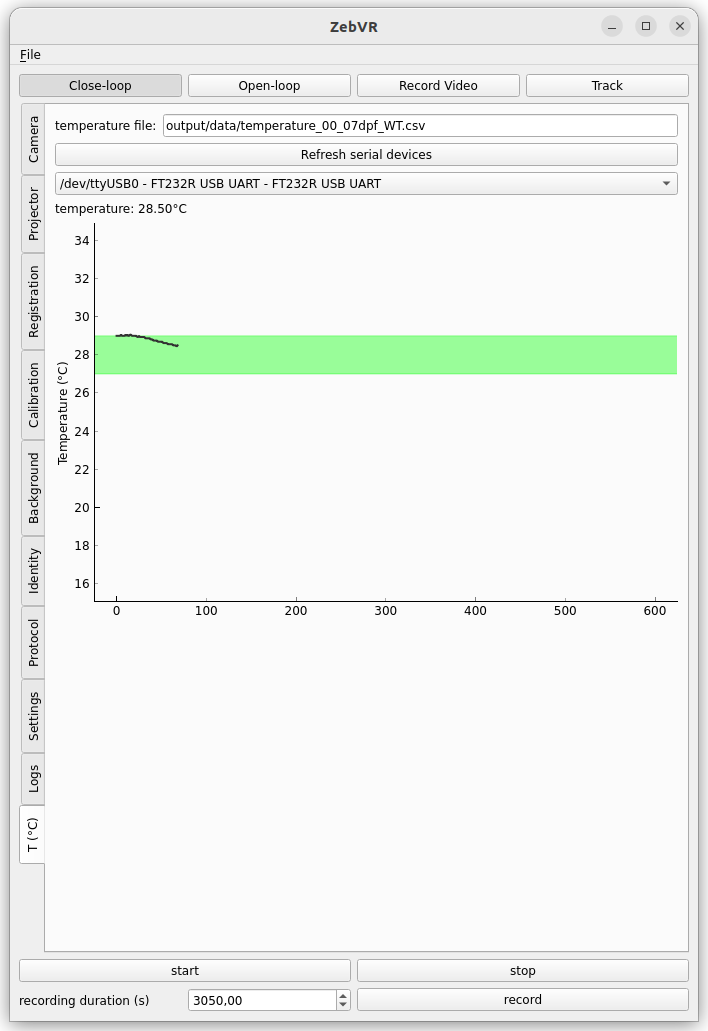 ZebVR
File
Close-loop Open-loop Record Video Track
Camera
Projector
Registration
Calibration
Background
Identity
Protocol
Settings
Logs
T (°C)
temperature file: output/data/temperature_00_07dpf_WT.csv
Refresh serial devices
/dev/ttyUSB0 - FT232R USB UART - FT232R USB UART
temperature: 28.50°C
Temperature (°C)
34
32
30
28
26
24
22
20
18
16
0 100 200 300 400 500 600
start stop
recording duration (s) 3050,00 record